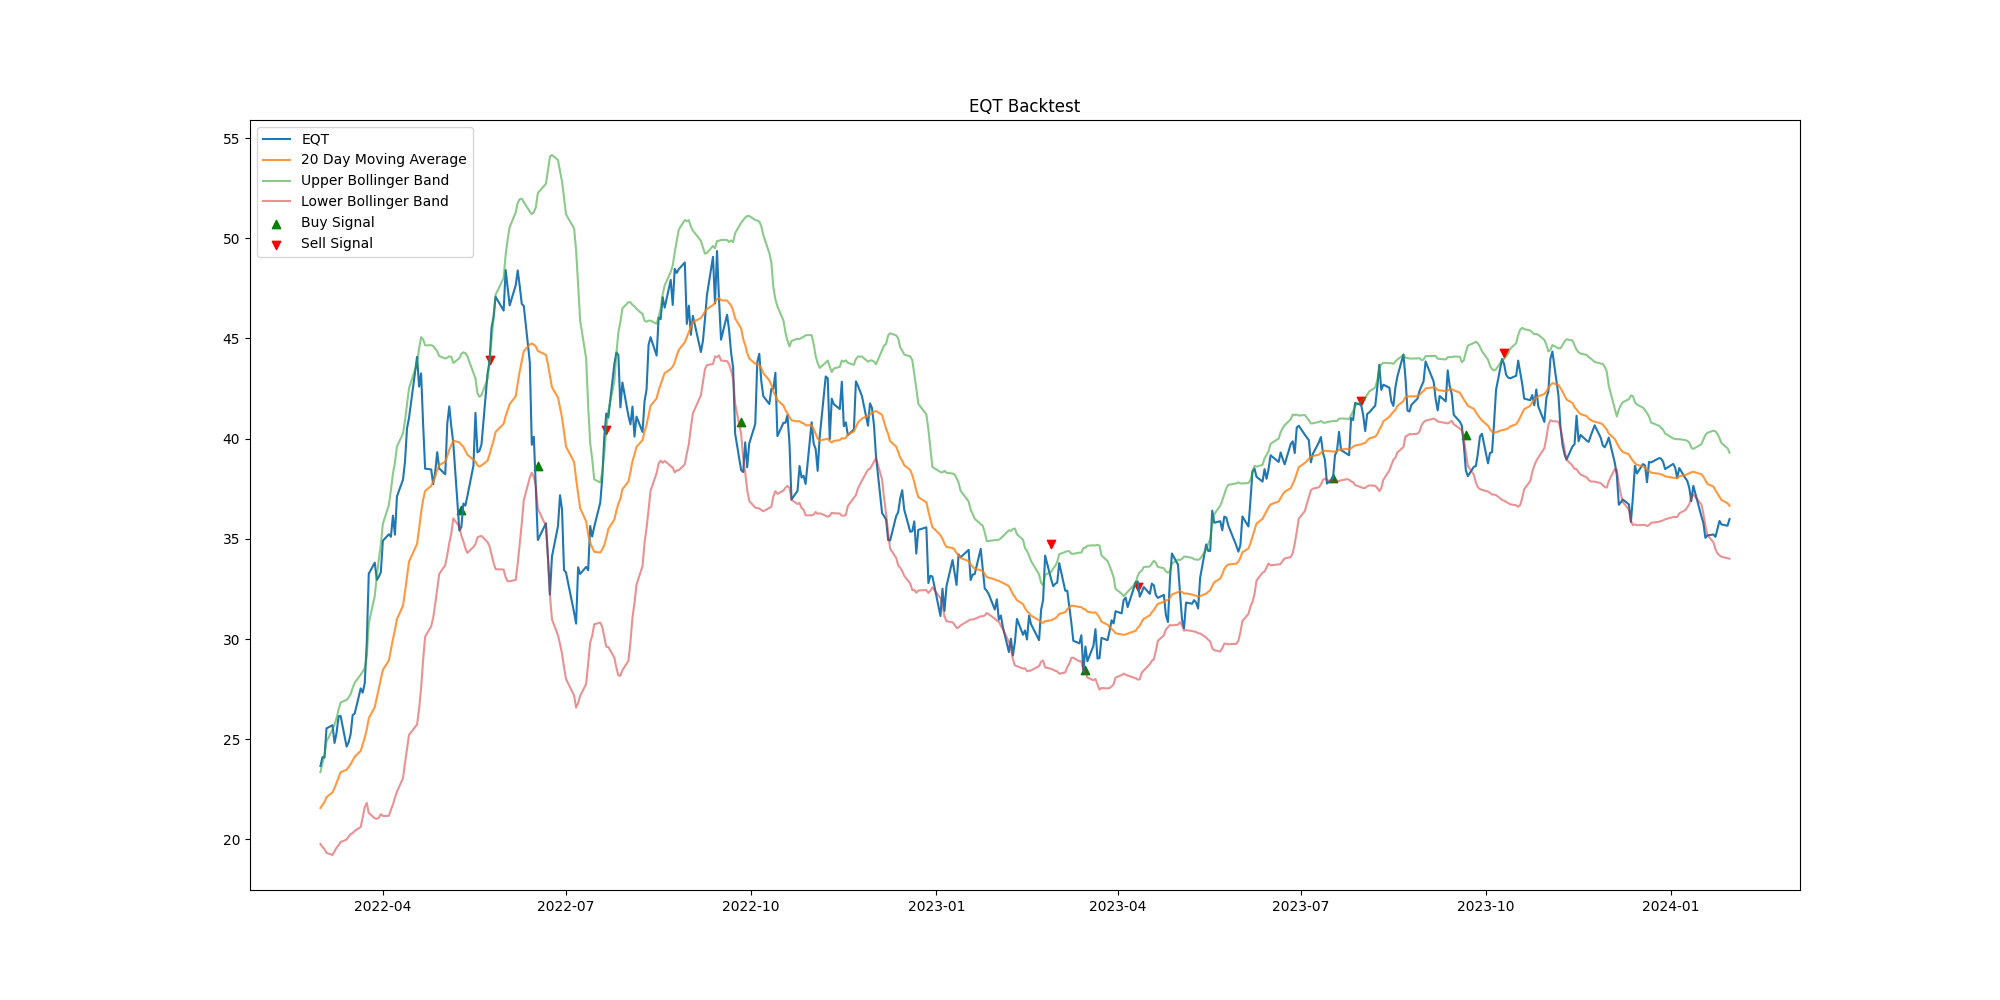 EQT Backtest
55
50
45
40
35
30
25
20
EQT
20 Day Moving Average
Upper Bollinger Band
Lower Bollinger Band
Buy Signal
Sell Signal
2022-04
2022-07
2022-10
2023-01
2023-04
2023-07
2023-10
2024-01